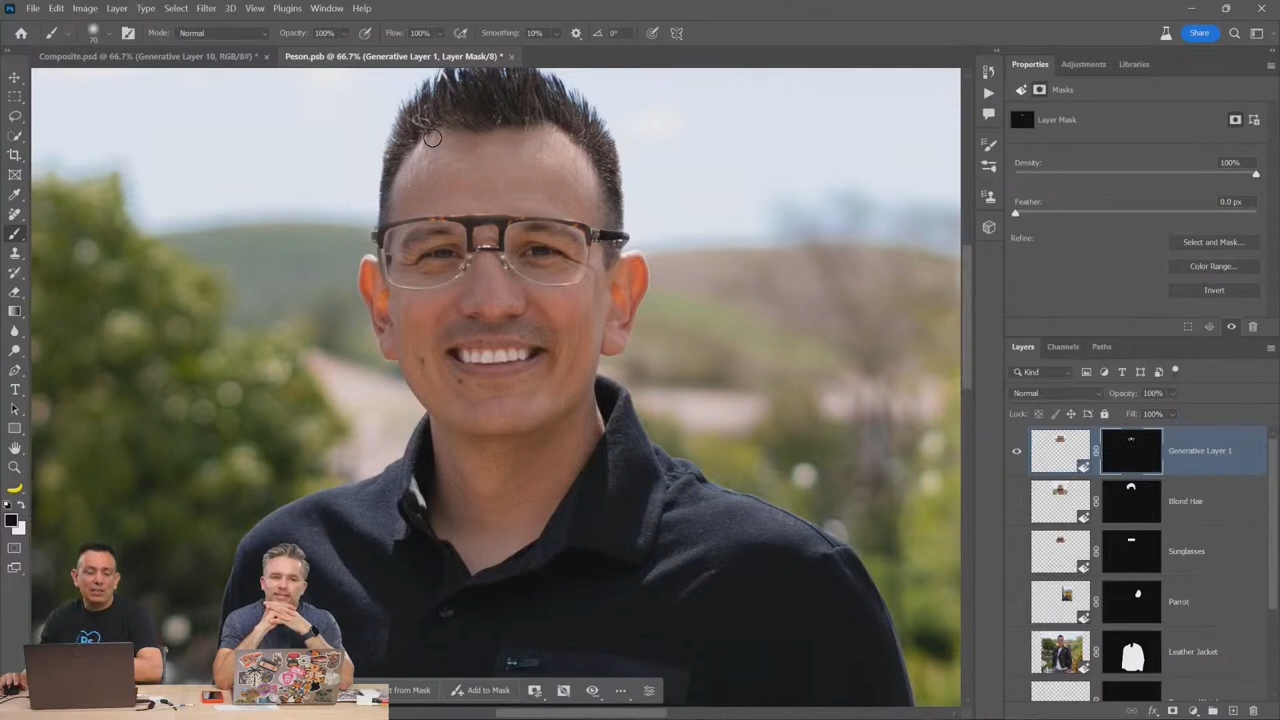 Ps File Edit Image Layer Type Select Filter 3D View Plugins Window Help
70 Mode: Normal Opacity: 100% Flow: 100% Smoothing: 10% 0° Share
Composite.psd @ 66.7% (Generative Layer 10, RGB/8#) * × Peson.psb @ 66.7% (Generative Layer 1, Layer Mask/8) * ×
Properties Adjustments Libraries
Masks
Layer Mask
Density: 100%
Feather: 0.0 px
Refine: Select and Mask...
Color Range...
Invert
Layers Channels Paths
Kind
Normal Opacity: 100%
Lock: Fill: 100%
Generative Layer 1
Blond Hair
Sunglasses
Parrot
Leather Jacket
Ps
t from Mask Add to Mask